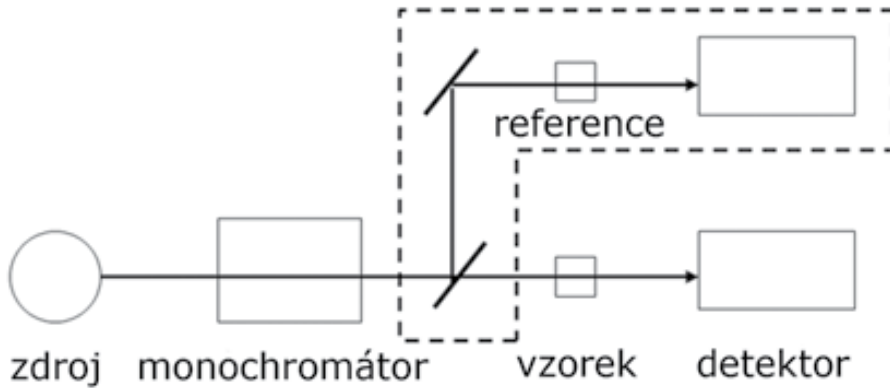 reference
zdroj
monochromátor
vzorek
detektor